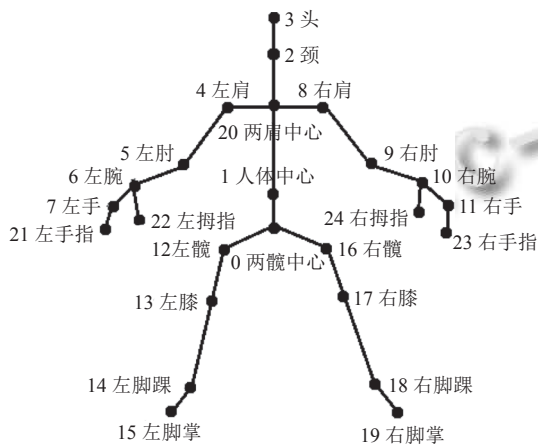 3 头
2 颈
4 左肩
8 右肩
20 两肩中心
5 左肘
9 右肘
6 左腕
1 人体中心
10 右腕
7 左手
22 左拇指
24 右拇指
11 右手
21 左手指
23 右手指
12左髋
16 右髋
0 两髋中心
13 左膝
17 右膝
14 左脚踝
18 右脚踝
15 左脚掌
19 右脚掌